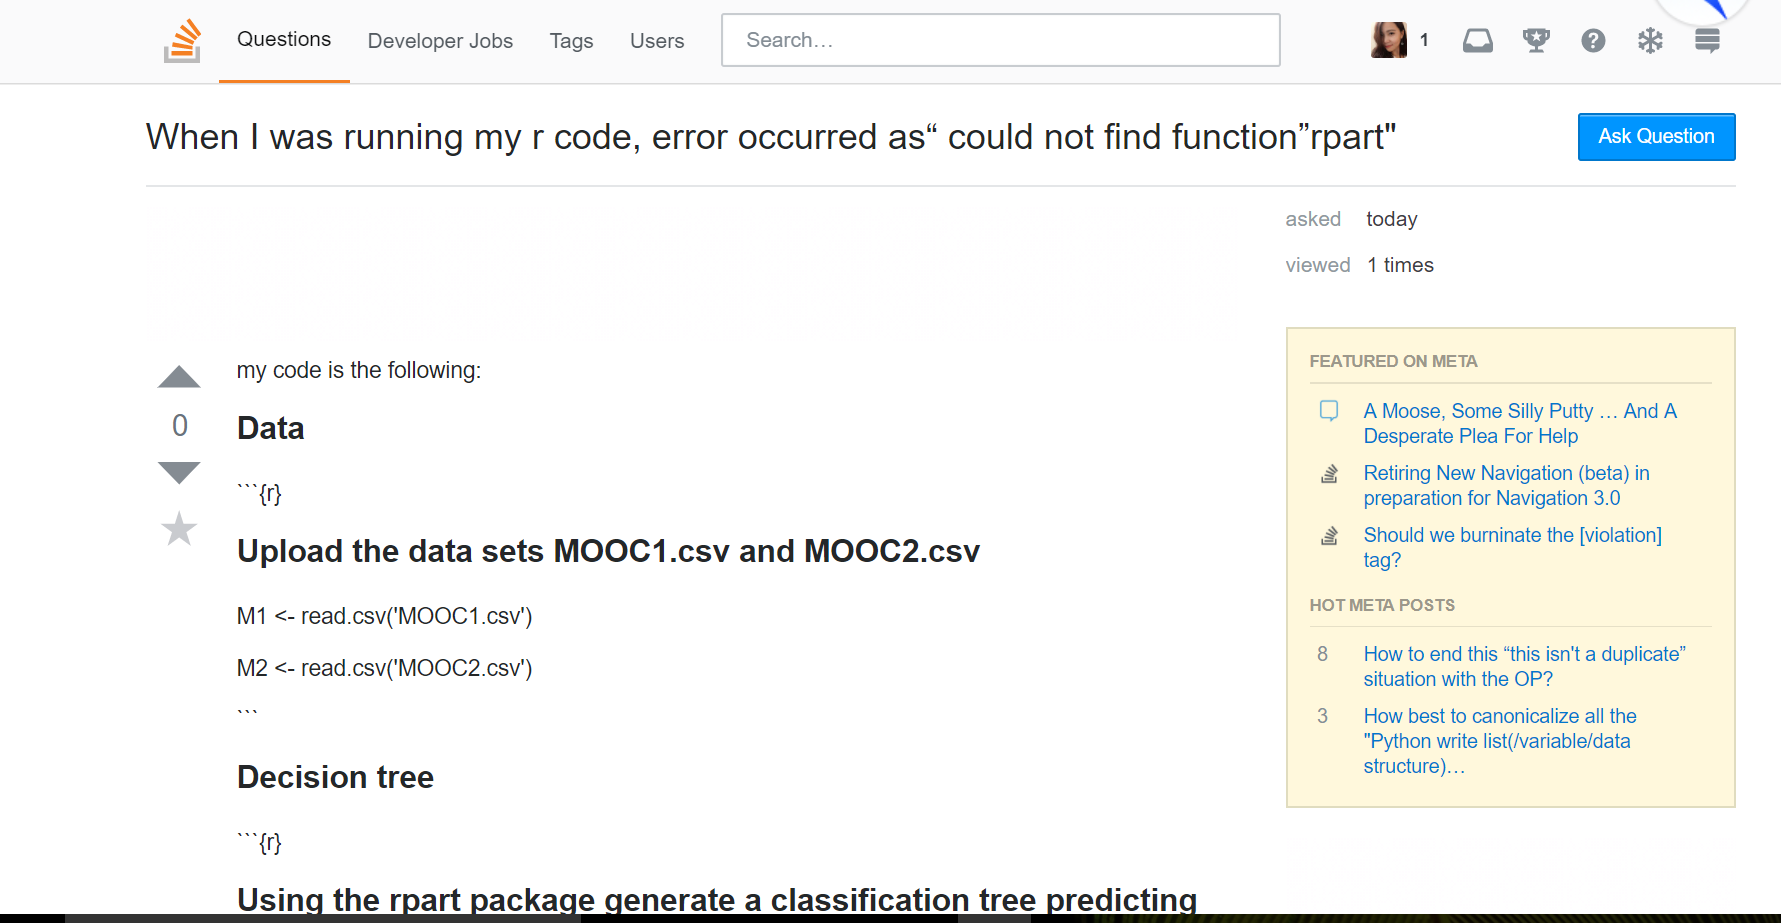 Questions
Developer Jobs
Tags
Users
Search…
1
When I was running my r code, error occurred as“ could not find function”rpart"
Ask Question
asked today
viewed 1 times
my code is the following:
0
Data
```{r}
Upload the data sets MOOC1.csv and MOOC2.csv
M1 <- read.csv('MOOC1.csv')
M2 <- read.csv('MOOC2.csv')
```
Decision tree
```{r}
Using the rpart package generate a classification tree predicting
FEATURED ON META
A Moose, Some Silly Putty … And A
Desperate Plea For Help
Retiring New Navigation (beta) in
preparation for Navigation 3.0
Should we burninate the [violation]
tag?
HOT META POSTS
8 How to end this “this isn't a duplicate”
situation with the OP?
3 How best to canonicalize all the
"Python write list(/variable/data
structure)…